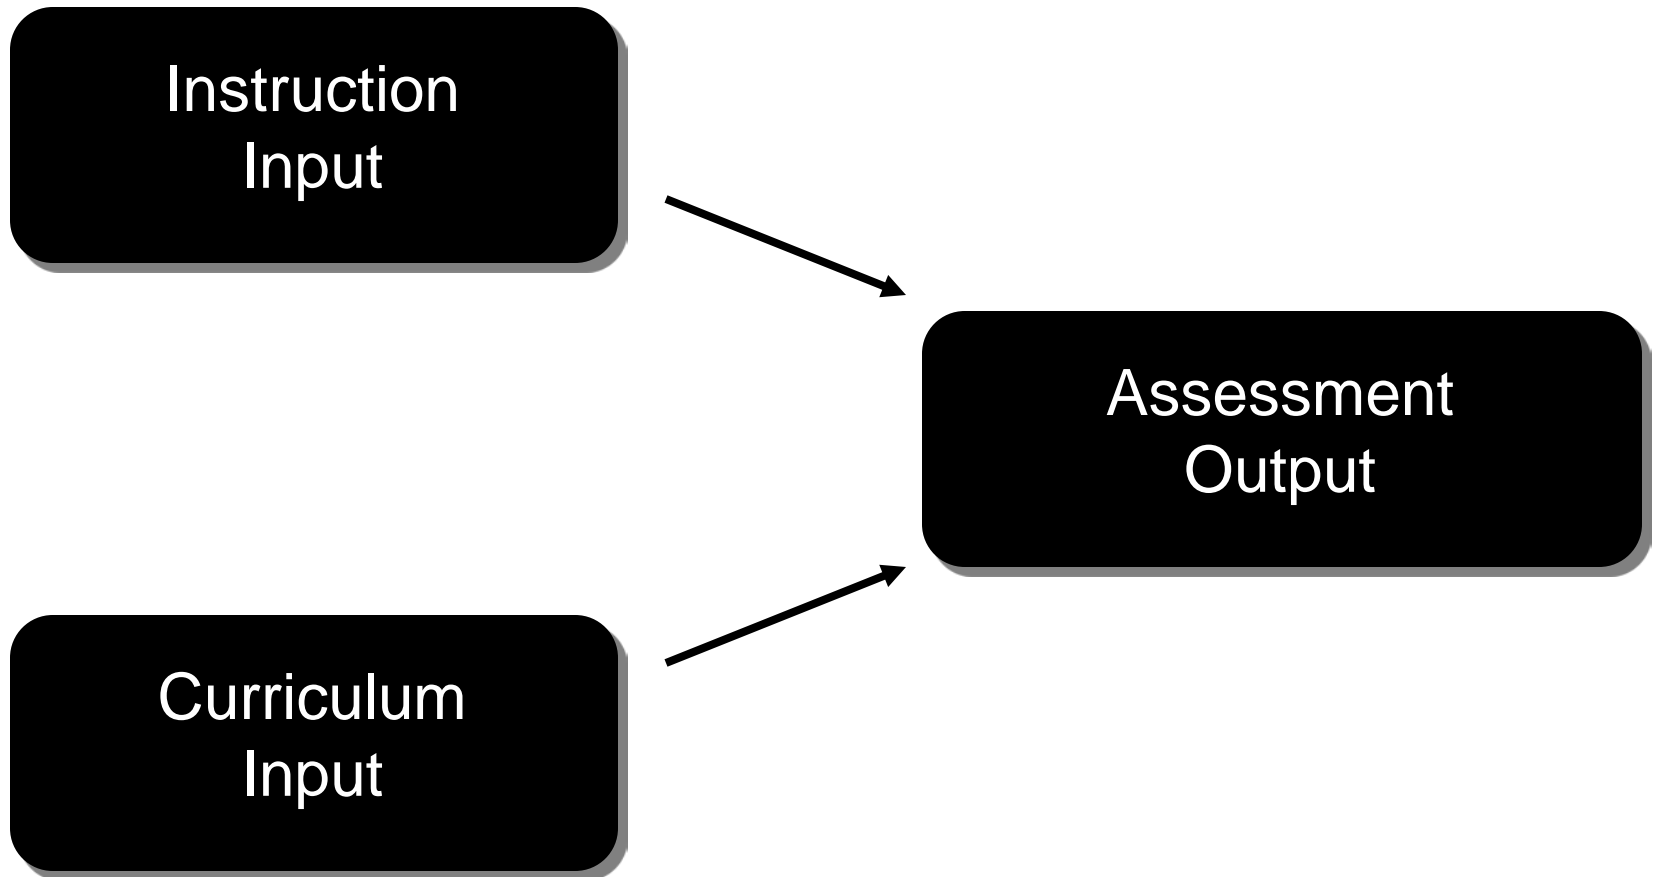 Instruction
Input
Assessment
Output
Curriculum
Input